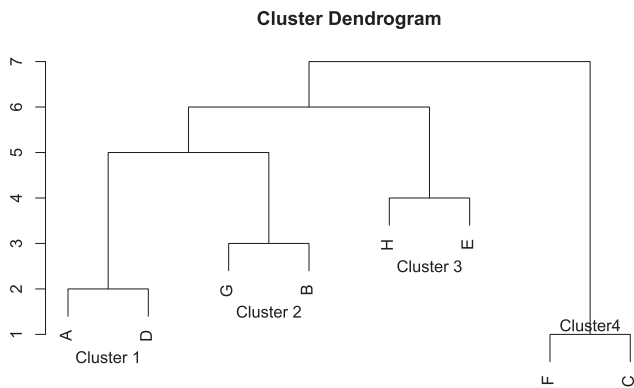 Cluster Dendrogram
7
6
5
4
3
2
1
H
E
Cluster 3
G
B
Cluster 2
A
D
Cluster 1
Cluster4
F
C